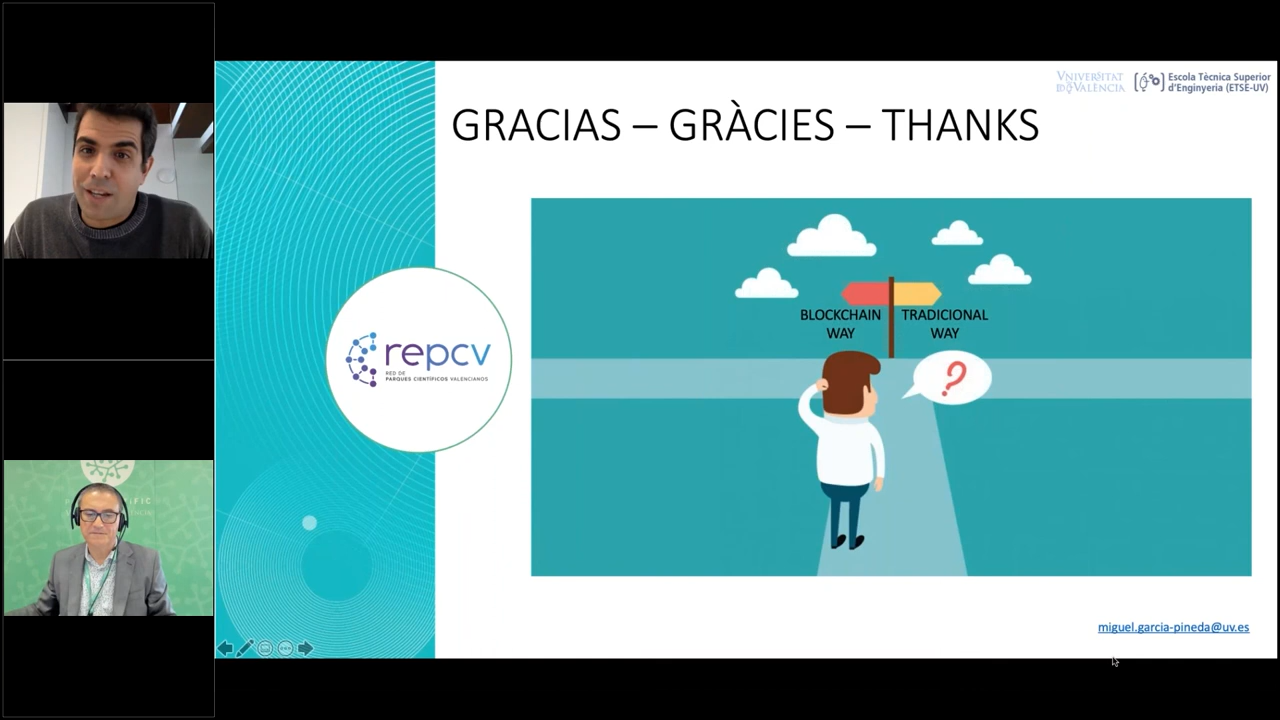 VNIVERSITAT
D VALÈNCIA
Escola Tècnica Superior
d'Enginyeria (ETSE-UV)
GRACIAS – GRÀCIES – THANKS
BLOCKCHAIN
WAY
TRADICIONAL
WAY
?
repcv
RED DE
PARQUES CIENTÍFICOS VALENCIANOS
miguel.garcia-pineda@uv.es